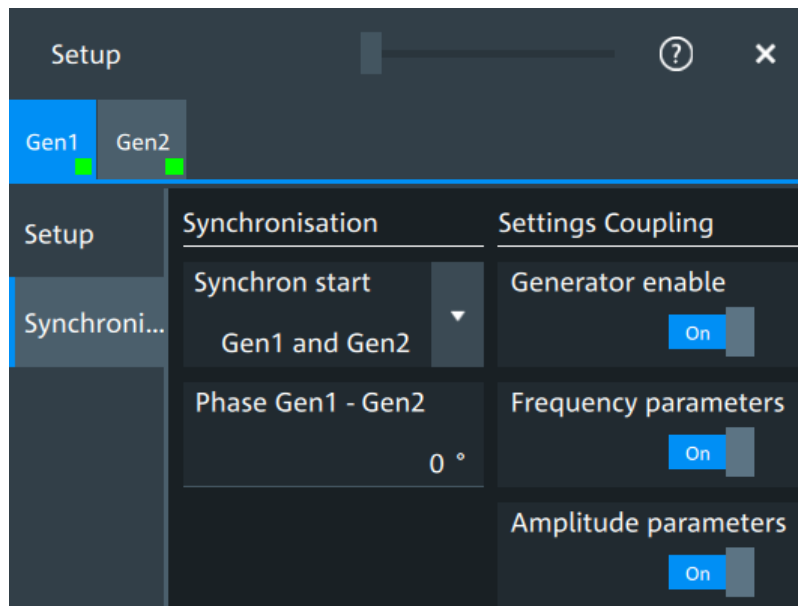 Setup
?
×
Gen1
Gen2
Setup
Synchroni...
Synchronisation
Synchron start
Gen1 and Gen2
Phase Gen1 - Gen2
0 °
Settings Coupling
Generator enable
On
Frequency parameters
On
Amplitude parameters
On